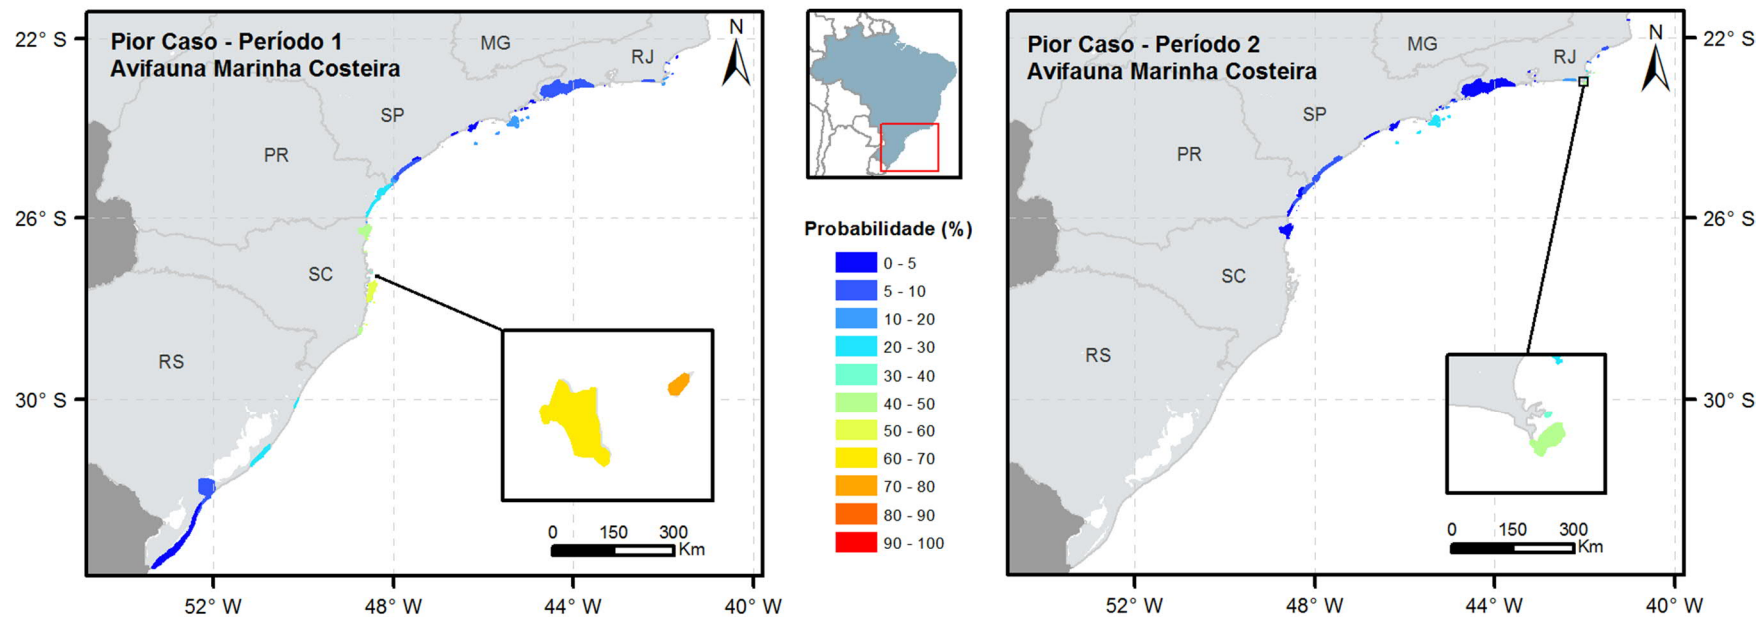 Pior Caso - Período 1
Avifauna Marinha Costeira
N
MG
RJ
SP
PR
SC
RS
22° S
26° S
30° S
52° W
48° W
44° W
40° W
0 150 300
Km
Probabilidade (%)
0 - 5
5 - 10
10 - 20
20 - 30
30 - 40
40 - 50
50 - 60
60 - 70
70 - 80
80 - 90
90 - 100
Pior Caso - Período 2
Avifauna Marinha Costeira
N
MG
RJ
SP
PR
SC
RS
22° S
26° S
30° S
52° W
48° W
44° W
40° W
0 150 300
Km